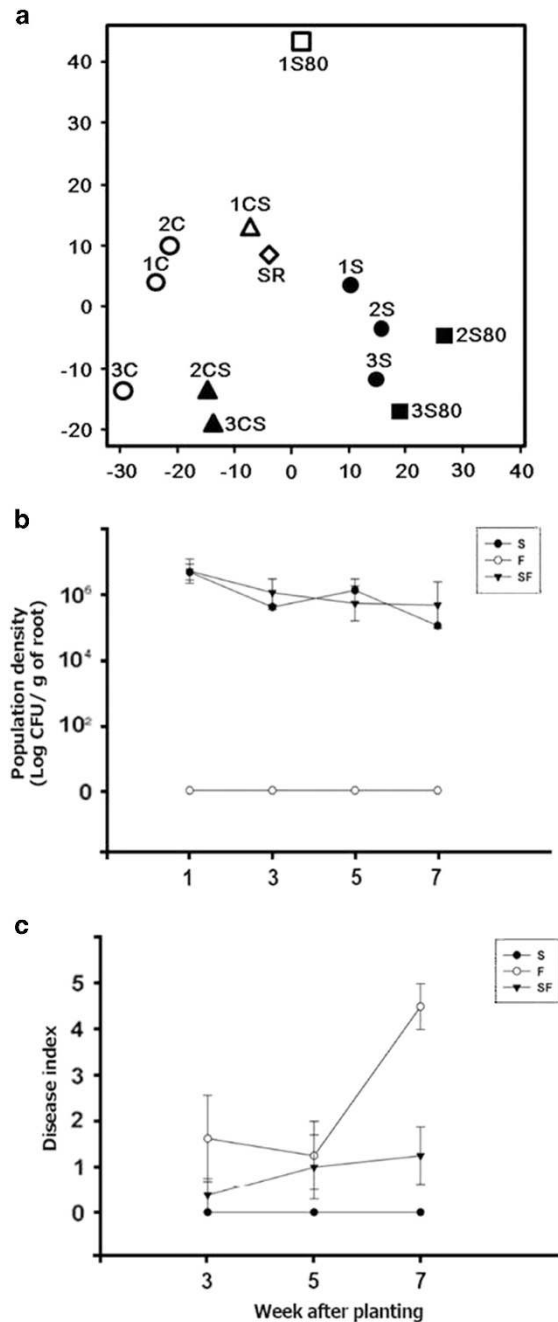 a
40
30
20
10
0
-10
-20
1S80
2C
1CS
1C
SR
1S
2S
2S80
3C
2CS
3S
3CS
3S80
-30 -20 -10 0 10 20 30 40
b
Population density
(Log CFU/ g of root)
10⁶
10⁴
10²
0
1 3 5 7
S
F
SF
c
Disease index
5
4
3
2
1
0
3 5 7
Week after planting
S
F
SF